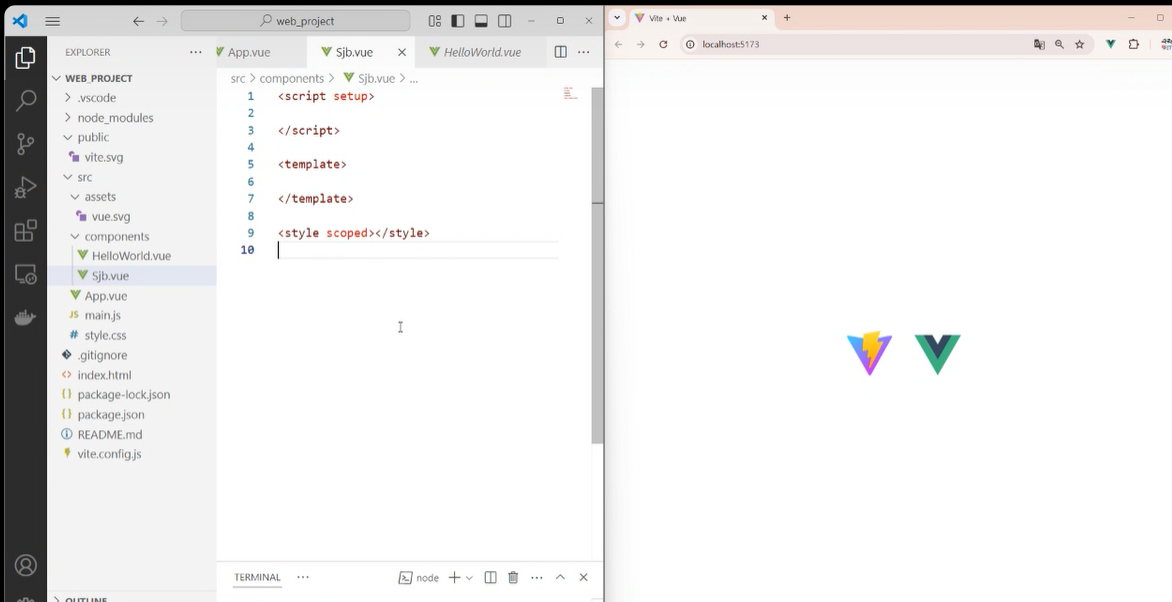 web_project
EXPLORER
WEB_PROJECT
.vscode
node_modules
public
vite.svg
src
assets
vue.svg
components
HelloWorld.vue
Sjb.vue
App.vue
JS main.js
# style.css
.gitignore
<> index.html
{} package-lock.json
{} package.json
README.md
vite.config.js
OUTLINE
App.vue
Sjb.vue
HelloWorld.vue
src > components > Sjb.vue > ...
1 <script setup>
2
3 </script>
4
5 <template>
6
7 </template>
8
9 <style scoped></style>
10
TERMINAL
node
Vite + Vue
localhost:5173